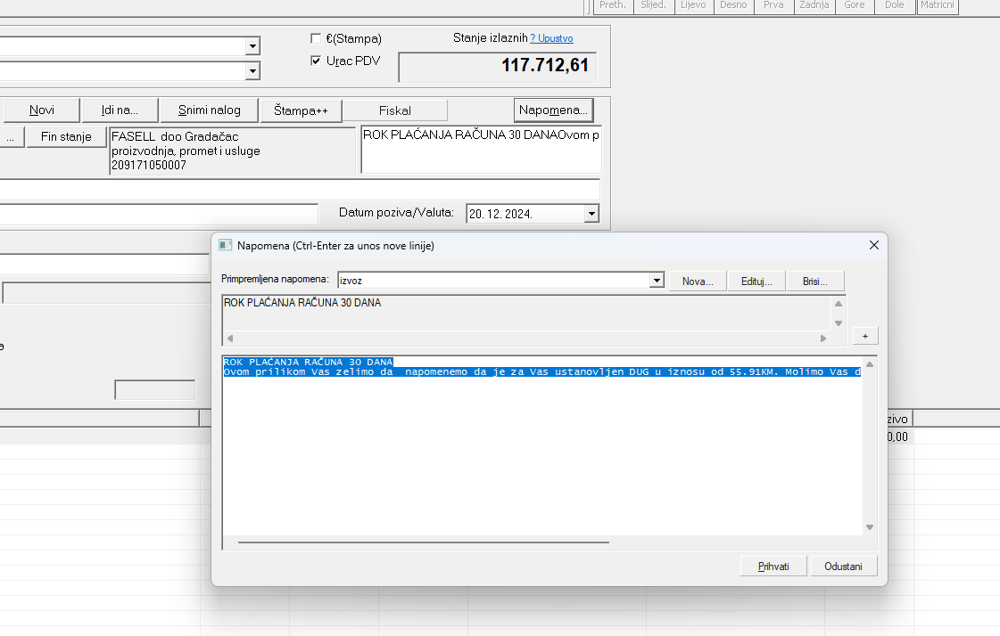 Preth. Slijed. Lijevo Desno Prva Zadnja Gore Dole Matricni
€(Stampa) Stanje izlaznih ? Upustvo
Urac PDV 117.712,61
Novi Idi na... Snimi nalog Štampa++ Fiskal Napomena...
... Fin stanje FASELL doo Gradačac ROK PLAĆANJA RAČUNA 30 DANAOvom p
proizvodnja, promet i usluge
209171050007
Datum poziva/Valuta: 20. 12. 2024.
Napomena (Ctrl-Enter za unos nove linije)
Primpremljena napomena: izvoz Nova... Edituj... Brisi...
ROK PLAĆANJA RAČUNA 30 DANA
+
ROK PLAĆANJA RAČUNA 30 DANA
Ovom prilikom Vas zelimo da napomenemo da je za Vas ustanovljen DUG u iznosu od 55.91KM. Molimo Vas d
zivo
0,00
Prihvati Odustani